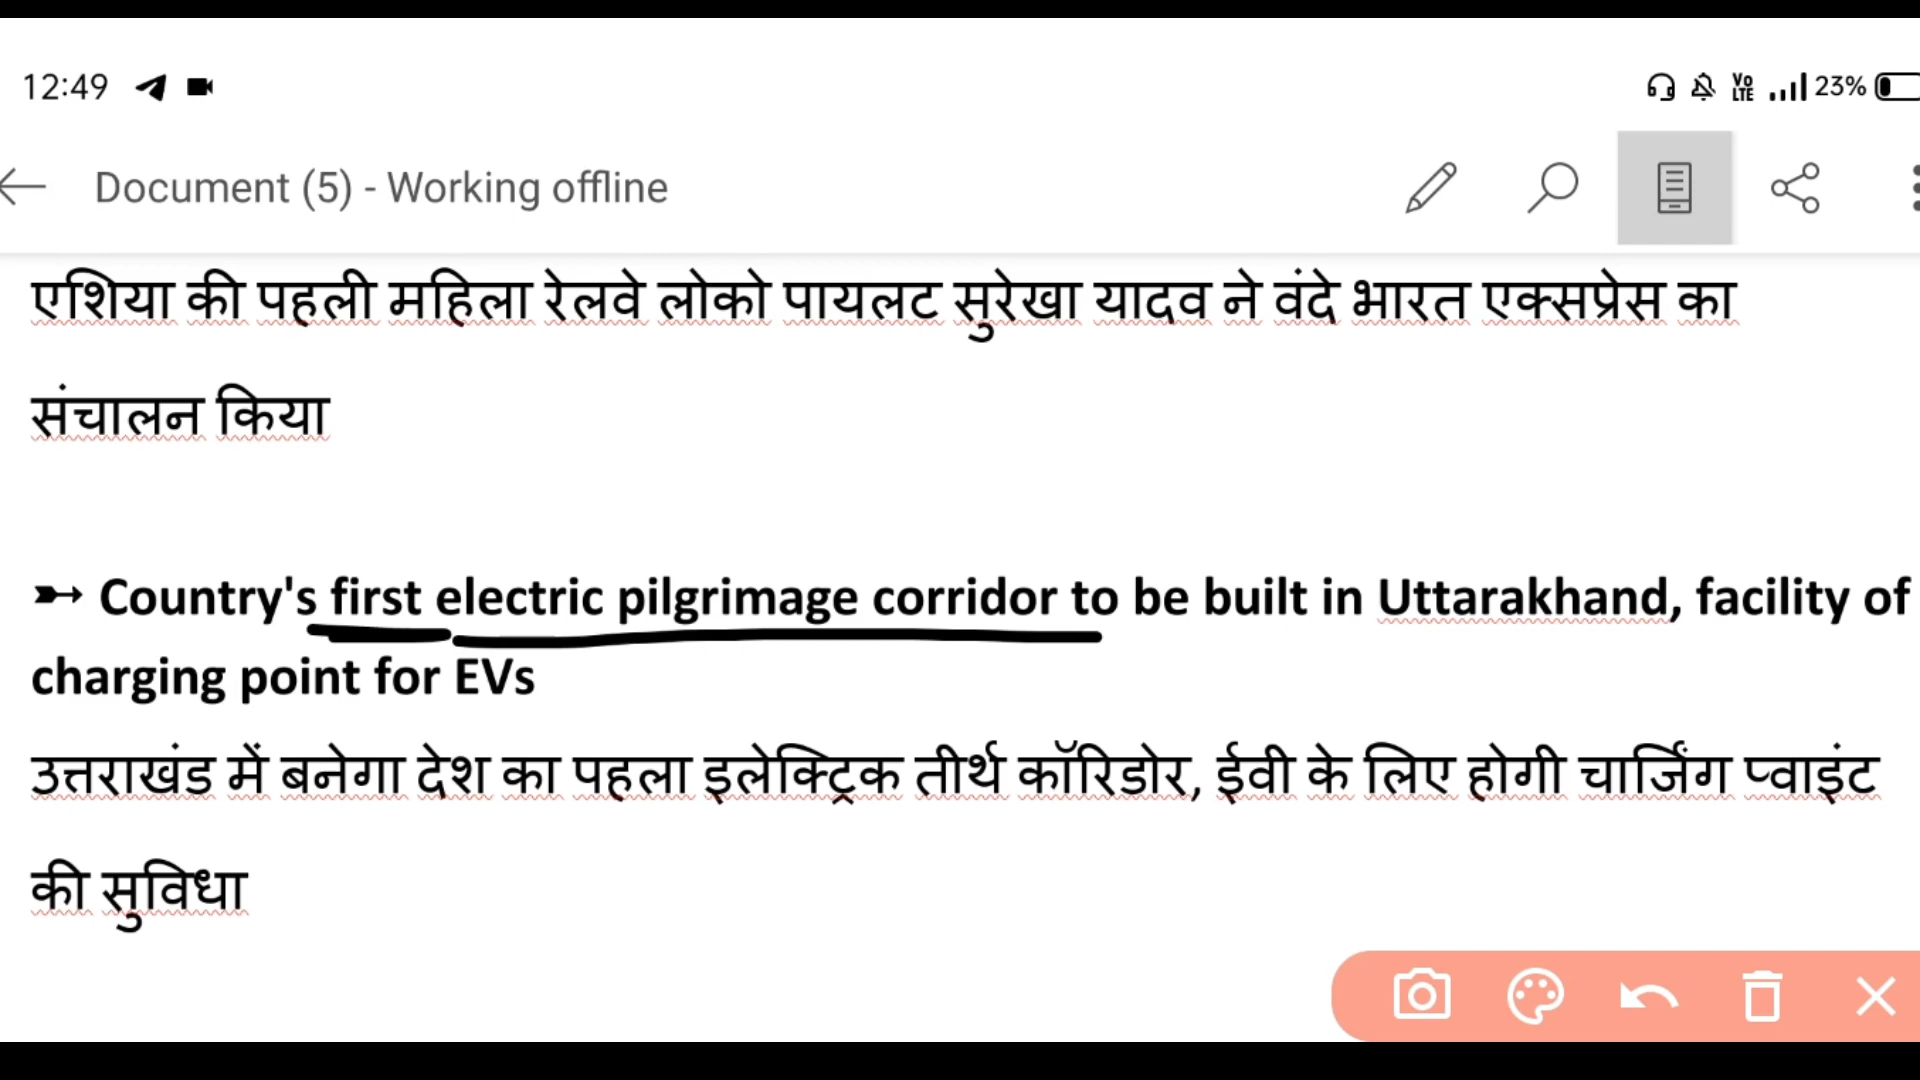 12:49
Vo LTE 23%
Document (5) - Working offline
एशिया की पहली महिला रेलवे लोको पायलट सुरेखा यादव ने वंदे भारत एक्सप्रेस का
संचालन किया
➳ Country's first electric pilgrimage corridor to be built in Uttarakhand, facility of
charging point for EVs
उत्तराखंड में बनेगा देश का पहला इलेक्ट्रिक तीर्थ कॉरिडोर, ईवी के लिए होगी चार्जिंग प्वाइंट
की सुविधा